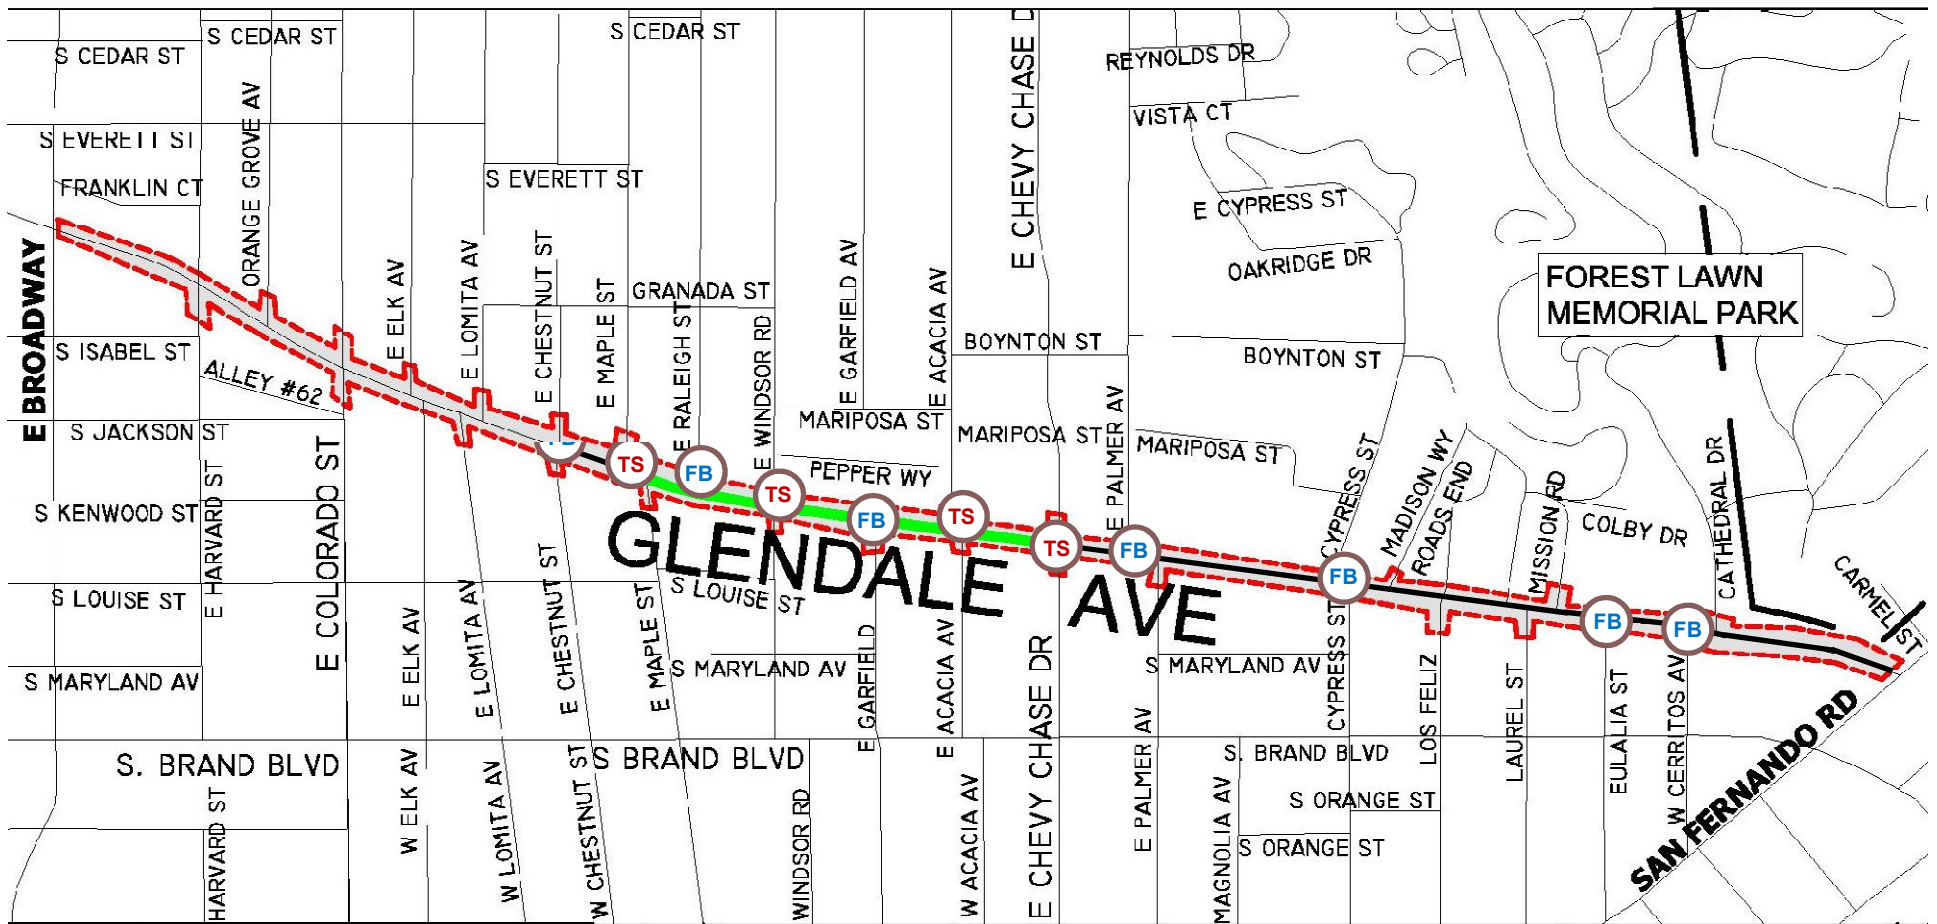 S CEDAR ST
S CEDAR ST
S CEDAR ST
E CHEVY CHASE D
REYNOLDS DR
VISTA CT
S EVERETT ST
FRANKLIN CT
ORANGE GROVE AV
S EVERETT ST
E CYPRESS ST
OAKRIDGE DR
FOREST LAWN
MEMORIAL PARK
E BROADWAY
E ELK AV
E LOMITA AV
E CHESTNUT ST
E MAPLE ST
GRANADA ST
E RALEIGH ST
E WINDSOR RD
E GARFIELD AV
E ACACIA AV
BOYNTON ST
BOYNTON ST
S ISABEL ST
ALLEY #62
S JACKSON ST
MARIPOSA ST
MARIPOSA ST
MARIPOSA ST
E PALMER AV
PEPPER WY
CYPRESS ST
MADISON WY
ROADS END
MISSION RD
COLBY DR
CATHEDRAL DR
CARMEL ST
TS
FB
TS
FB
TS
TS
FB
FB
FB
FB
S KENWOOD ST
E HARVARD ST
E COLORADO ST
GLENDALE AVE
S LOUISE ST
S LOUISE ST
E ELK AV
E LOMITA AV
E CHESTNUT ST
E MAPLE ST
S MARYLAND AV
S MARYLAND AV
S MARYLAND AV
E GARFIELD
E ACACIA AV
E CHEVY CHASE DR
E PALMER AV
CYPRESS ST
LOS FELIZ
LAUREL ST
EULALIA ST
W CERRITOS AV
SAN FERNANDO RD
S. BRAND BLVD
S BRAND BLVD
S. BRAND BLVD
S ORANGE ST
S ORANGE ST
HARVARD ST
W ELK AV
W LOMITA AV
W CHESTNUT ST
WINDSOR RD
W ACACIA AV
MAGNOLIA AV